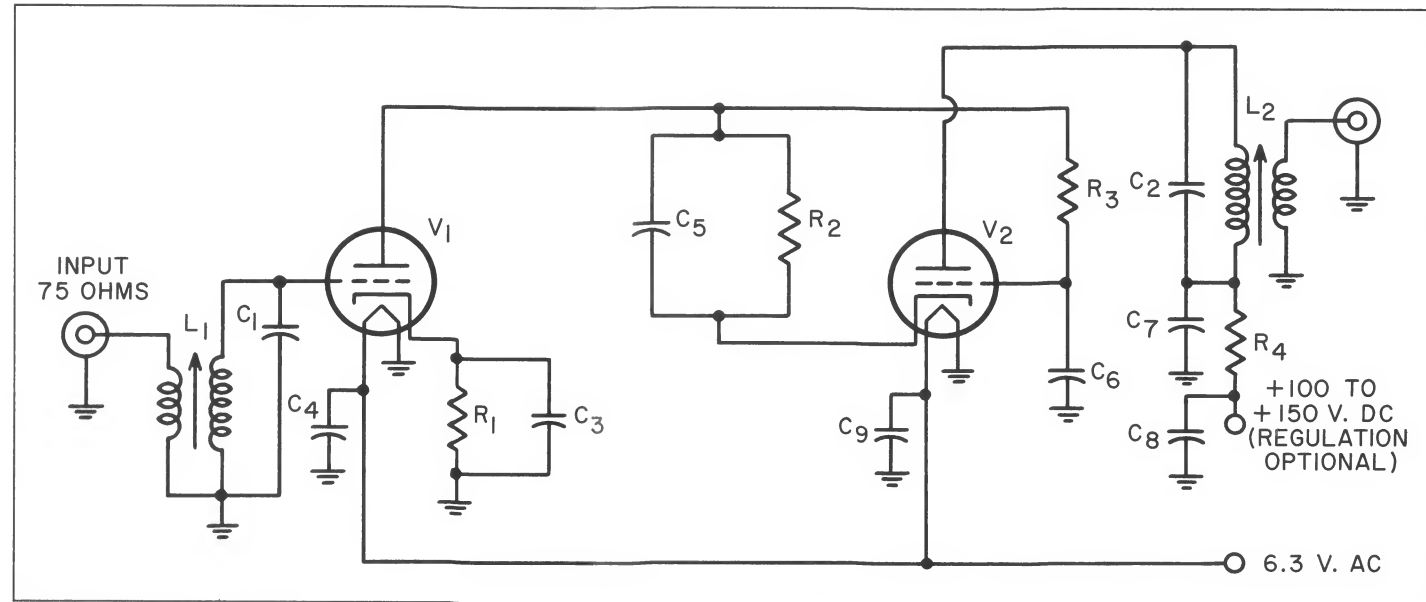 INPUT
75 OHMS
L1
C1
V1
C4
R1
C3
C5
R2
V2
C9
R3
C6
C2
L2
C7
R4
C8
+100 TO
+150 V. DC
(REGULATION
OPTIONAL)
6.3 V. AC